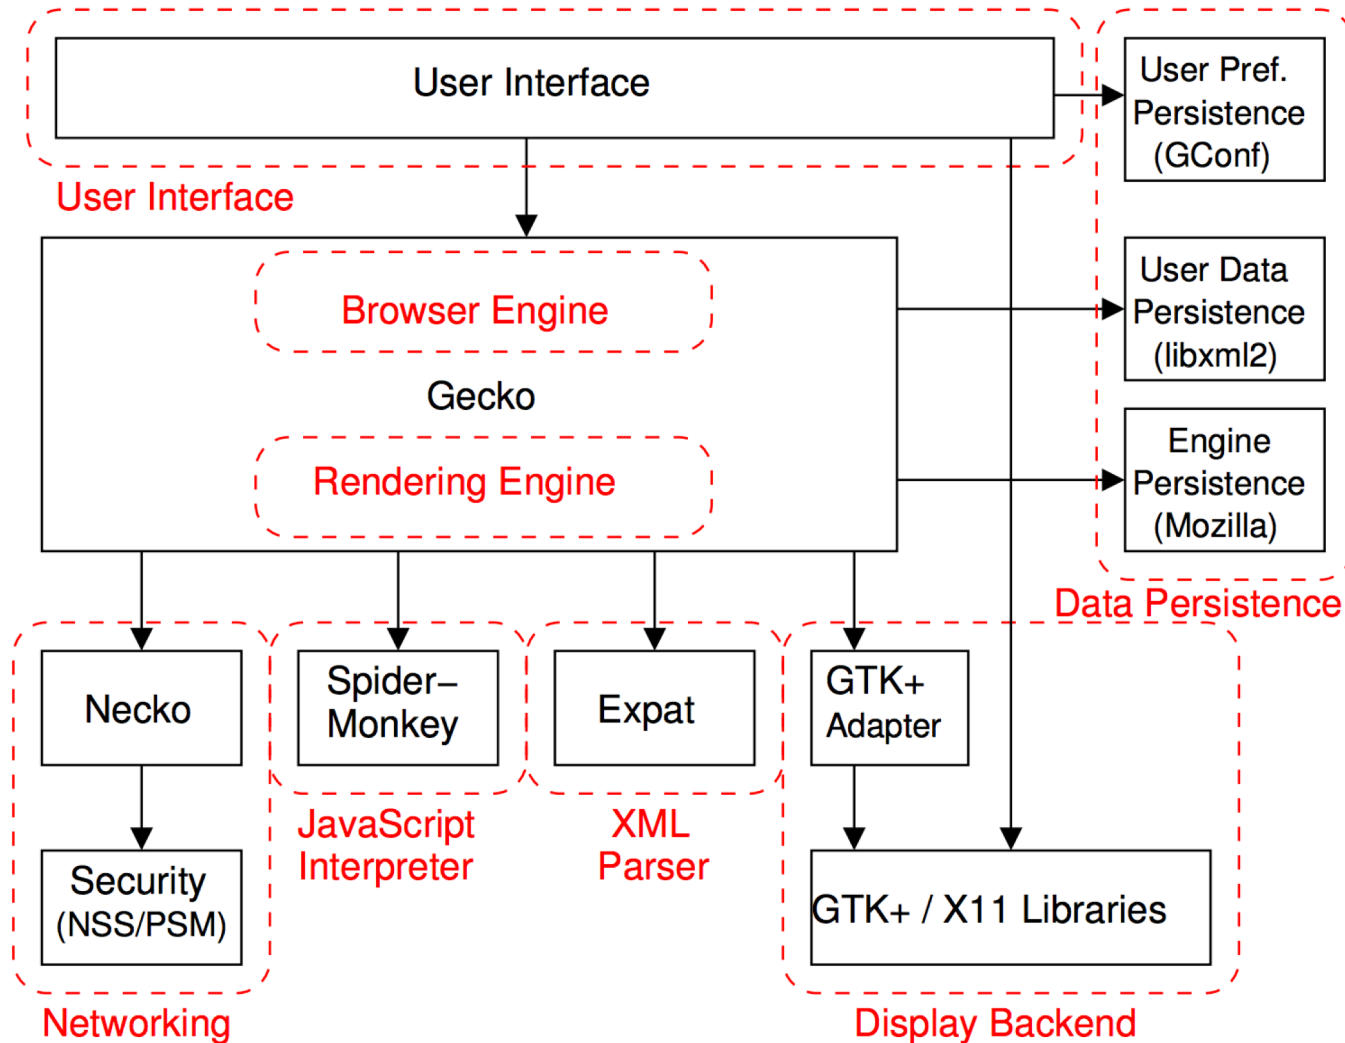 User Interface
User Pref.
Persistence
(GConf)
User Interface
Browser Engine
User Data
Persistence
(libxml2)
Gecko
Rendering Engine
Engine
Persistence
(Mozilla)
Data Persistence
Necko
Spider–
Monkey
Expat
GTK+
Adapter
JavaScript
Interpreter
XML
Parser
Security
(NSS/PSM)
GTK+ / X11 Libraries
Networking
Display Backend